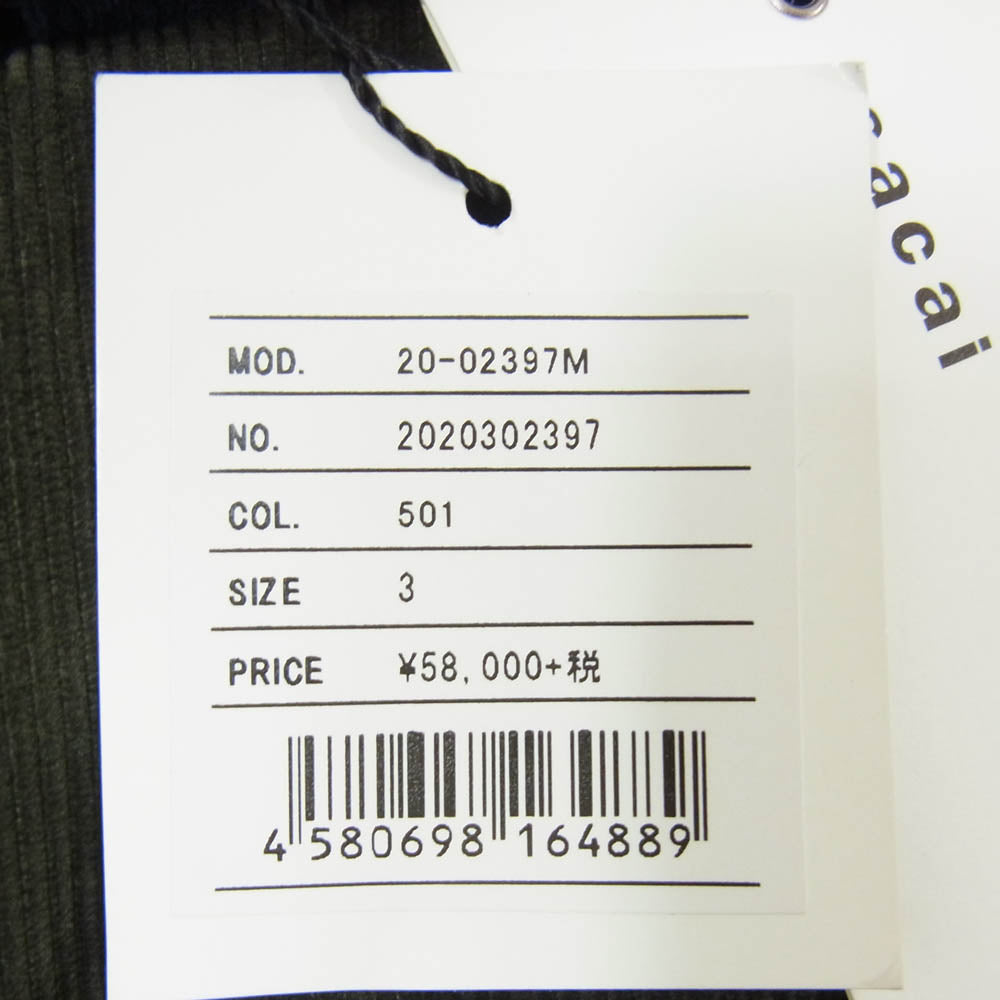 acai
MOD. 20-02397M
NO. 2020302397
COL. 501
SIZE 3
PRICE ¥58,000+税
4 580698 164889